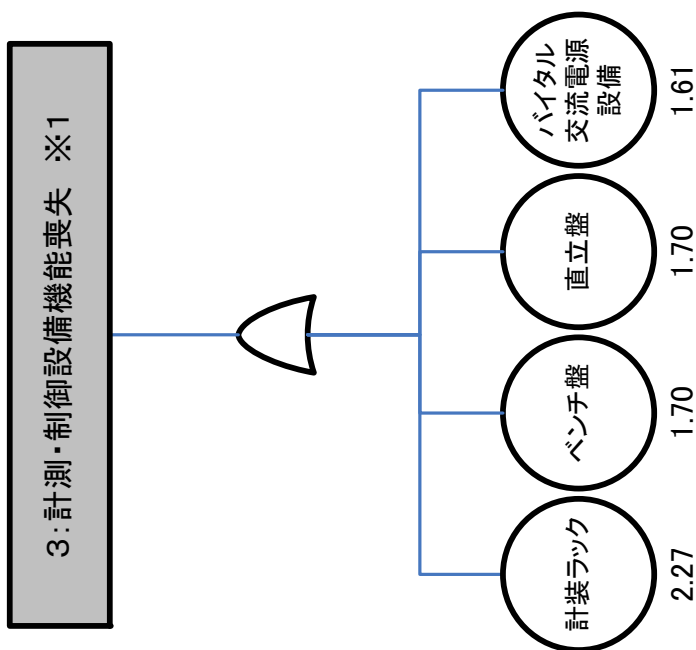 3:計測・制御設備機能喪失 ※1
計装ラック
2.27
ベンチ盤
1.70
直立盤
1.70
バイタル
交流電源
設備
1.61